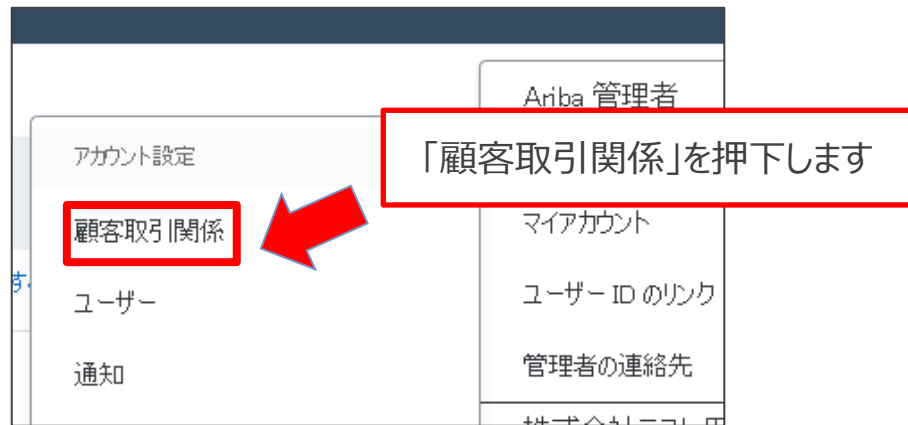 Ariba 管理者
アカウント設定
「顧客取引関係」を押下します
顧客取引関係
マイアカウント
す.
ユーザー
ユーザー ID のリンク
通知
管理者の連絡先